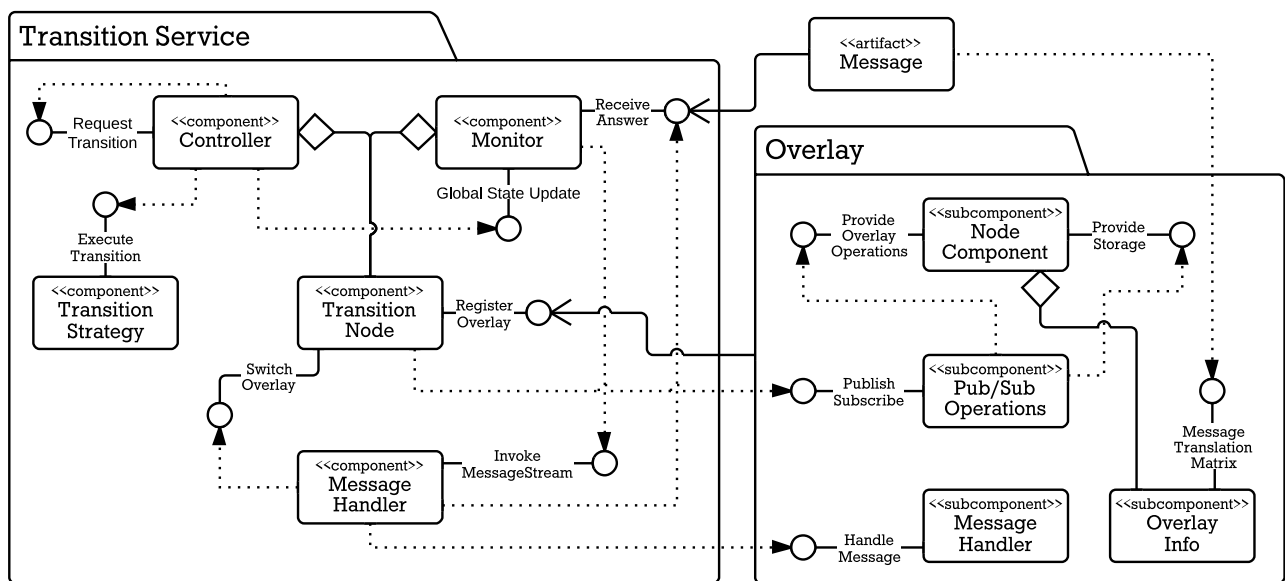 Transition Service
<<artifact>>
Message
Request
Transition
<<component>>
Controller
<<component>>
Monitor
Receive
Answer
Overlay
Global State Update
Execute
Transition
<<component>>
Transition
Strategy
<<component>>
Transition
Node
Register
Overlay
Switch
Overlay
<<component>>
Message
Handler
Invoke
MessageStream
Provide
Overlay
Operations
<<subcomponent>>
Node
Component
Provide
Storage
Publish
Subscribe
<<subcomponent>>
Pub/Sub
Operations
Message
Translation
Matrix
Handle
Message
<<subcomponent>>
Message
Handler
<<subcomponent>>
Overlay
Info